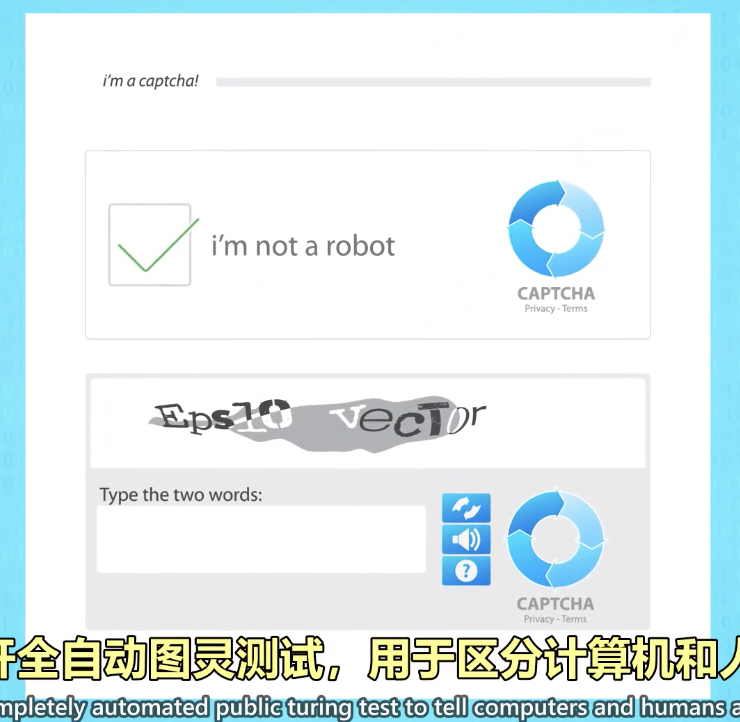 i'm a captcha!
i'm not a robot
CAPTCHA
Privacy - Terms
Eps10 vector
Type the two words:
?
CAPTCHA
Privacy - Terms
开全自动图灵测试，用于区分计算机和人
mpletely automated public turing test to tell computers and humans a